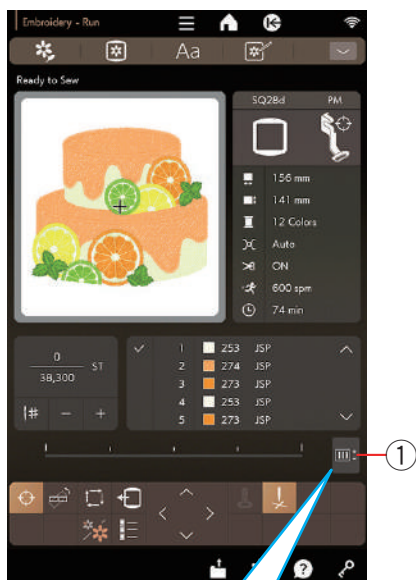 Embroidery - Run
Aa
Ready to Sew
SQ28d PM
156 mm
141 mm
12 Colors
Auto
ON
600 spm
74 min
0
38,300
ST
1 253 JSP
2 274 JSP
3 273 JSP
4 253 JSP
5 273 JSP
# - +
1
?